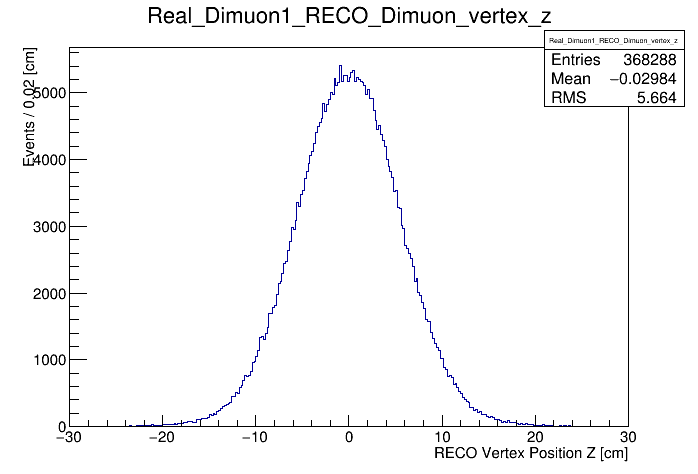 Real_Dimuon1_RECO_Dimuon_vertex_z
Real_Dimuon1_RECO_Dimuon_vertex_z
Entries 368288
Mean −0.02984
RMS 5.664
Events / 0.02 [cm]
5000
4000
3000
2000
1000
0
−30 −20 −10 0 10 20 30
RECO Vertex Position Z [cm]